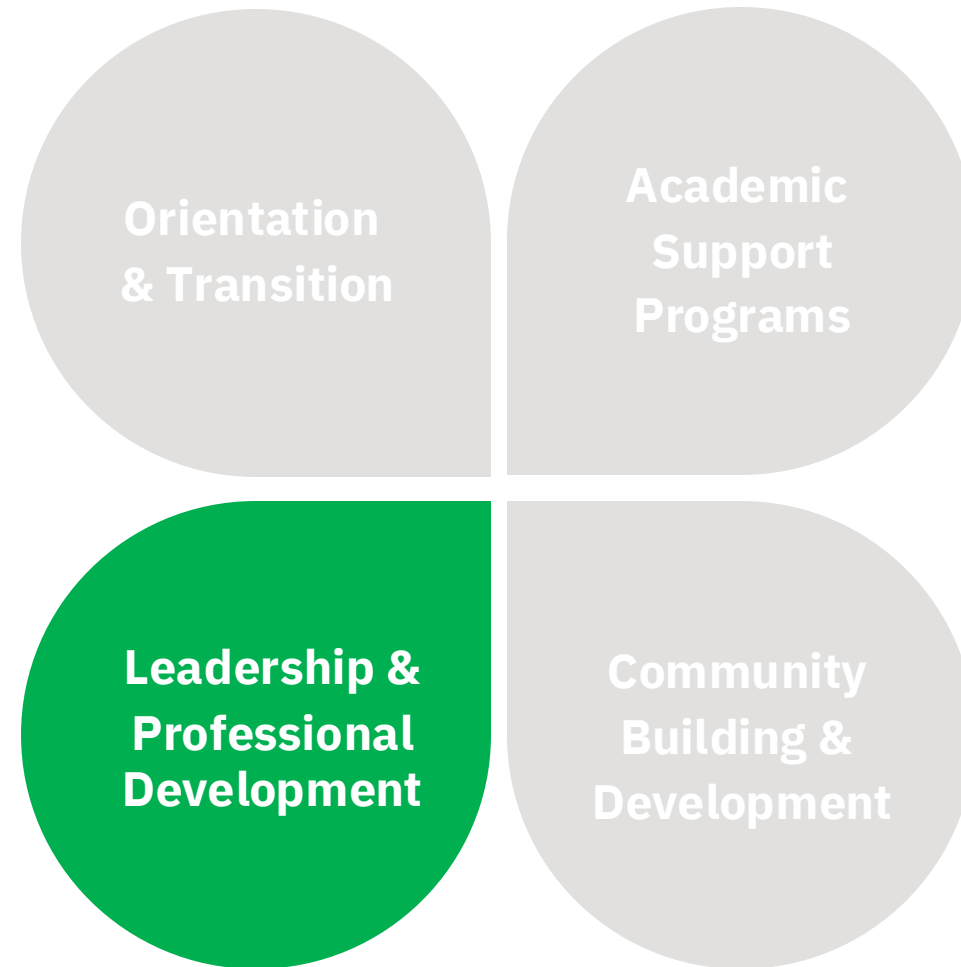 Orientation
& Transition
Academic
Support
Programs
Leadership &
Professional
Development
Community
Building &
Development